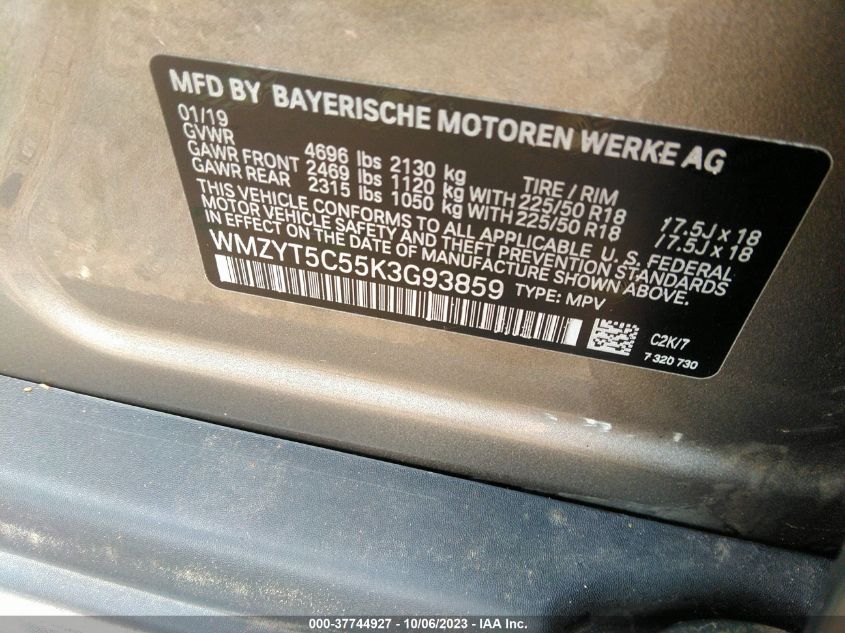 MFD BY BAYERISCHE MOTOREN WERKE AG
01/19
GVWR 4696 lbs 2130 kg TIRE / RIM
GAWR FRONT 2469 lbs 1120 kg WITH 225/50 R18 17.5J x 18
GAWR REAR 2315 lbs 1050 kg WITH 225/50 R18 /7.5J x 18
THIS VEHICLE CONFORMS TO ALL APPLICABLE U. S. FEDERAL
MOTOR VEHICLE SAFETY AND THEFT PREVENTION STANDARDS
IN EFFECT ON THE DATE OF MANUFACTURE SHOWN ABOVE.
WMZYT5C55K3G93859 TYPE: MPV
C2K/7
7 320 730
000-37744927 - 10/06/2023 - IAA Inc.